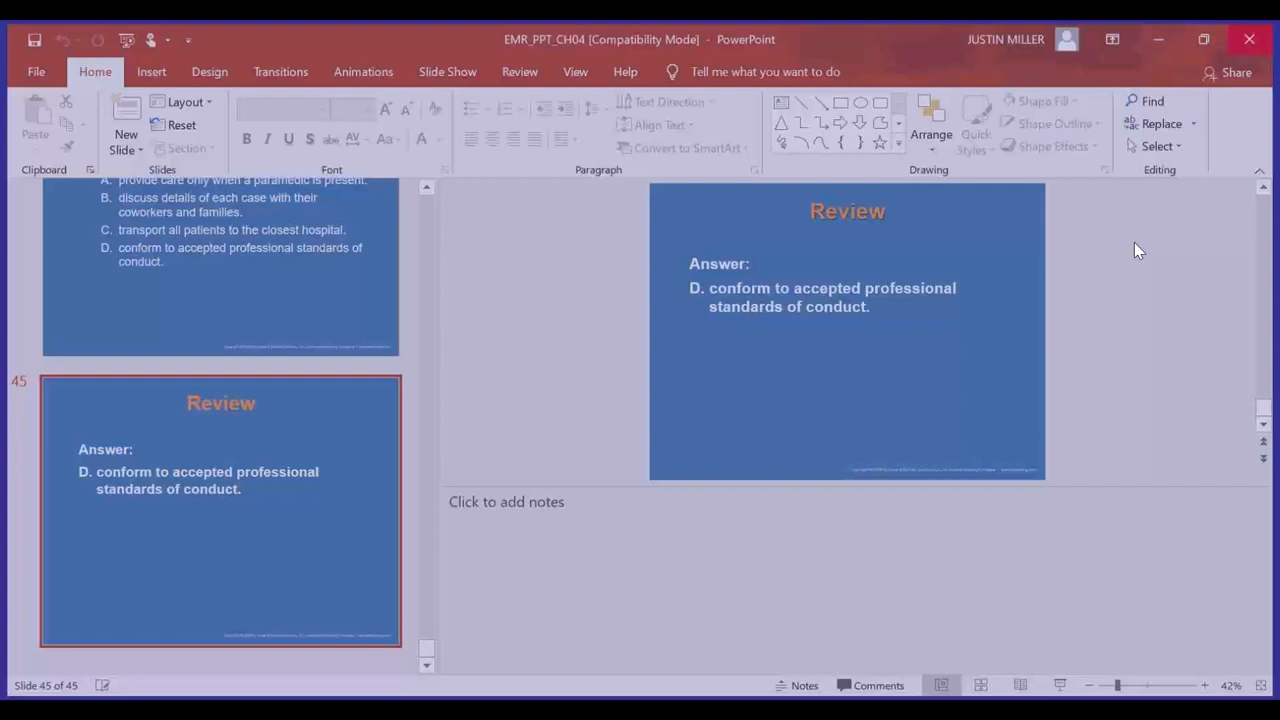 EMR_PPT_CH04 [Compatibility Mode] - PowerPoint
JUSTIN MILLER
File Home Insert Design Transitions Animations Slide Show Review View Help Tell me what you want to do Share
Paste
Clipboard
New
Slide
Layout
Reset
Section
Slides
B I U S abc AV Aa A
Font
Text Direction
Align Text
Convert to SmartArt
Paragraph
Arrange
Quick
Styles
Shape Fill
Shape Outline
Shape Effects
Drawing
Find
Replace
Select
Editing
A. provide care only when a paramedic is present.
B. discuss details of each case with their
coworkers and families.
C. transport all patients to the closest hospital.
D. conform to accepted professional standards of
conduct.
45
Review
Answer:
D. conform to accepted professional
standards of conduct.
Review
Answer:
D. conform to accepted professional
standards of conduct.
Click to add notes
Slide 45 of 45
Notes
Comments
42%